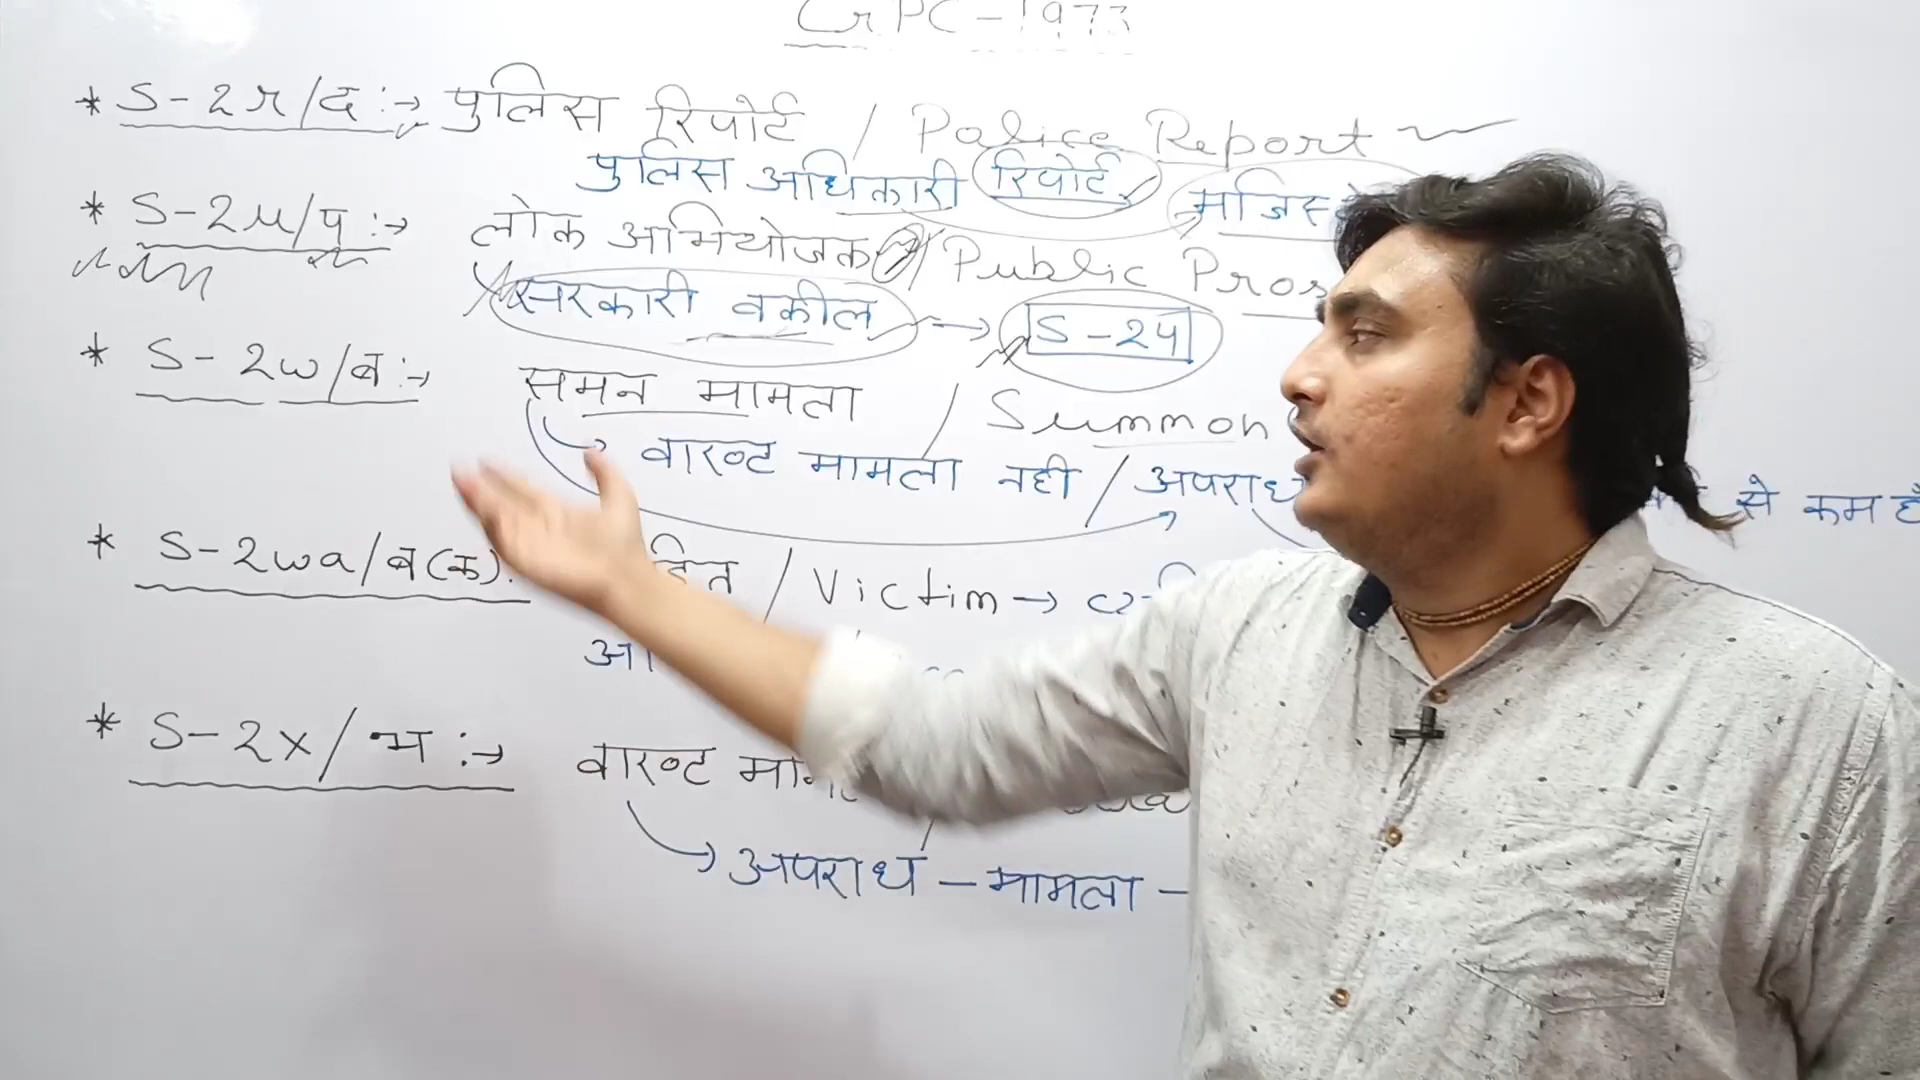 CrPC-1973
* S-2r/द :→ पुलिस रिपोर्ट / Police Report
पुलिस अधिकारी रिपोर्ट मजिस्
* S-2u/प :→ लोक अभियोजक / Public Pros
सरकारी वकील → S-24
* S-2w/ब :→ समन मामला / Summon
वारण्ट मामला नही / अपराध से कम है
* S-2wa/ब(क): ड़ित / Victim →
* S-2x/भ :→ वारण्ट माम
→ अपराध - मामला -